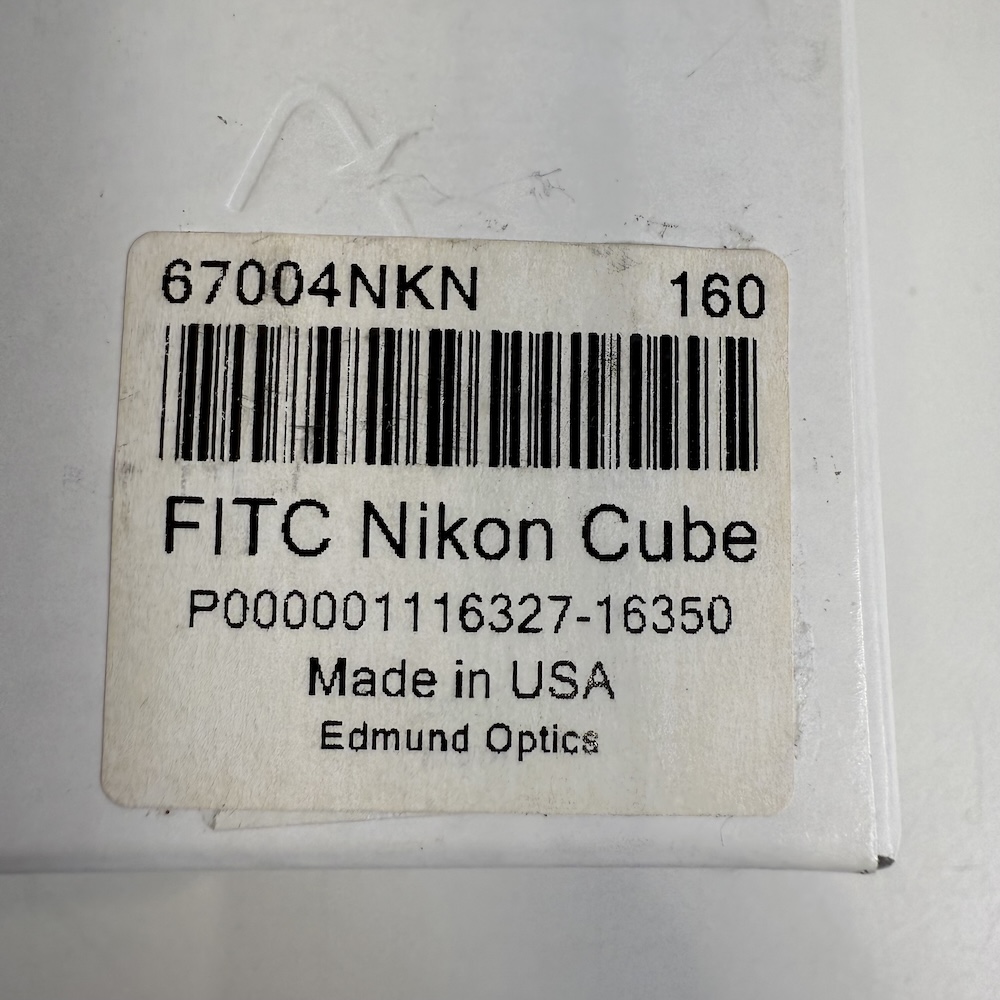 67004NKN 160
FITC Nikon Cube
P000001116327-16350
Made in USA
Edmund Optics